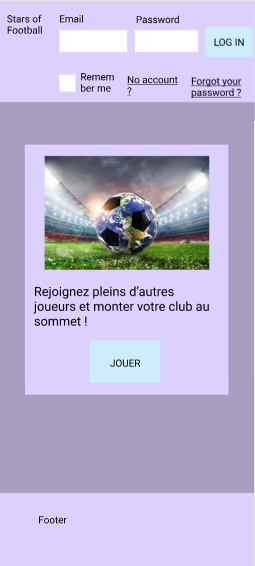 Stars of
Football
Email
Password
LOG IN
Remem
ber me
No account
?
Forgot your
password ?
Rejoignez pleins d'autres
joueurs et monter votre club au
sommet !
JOUER
Footer